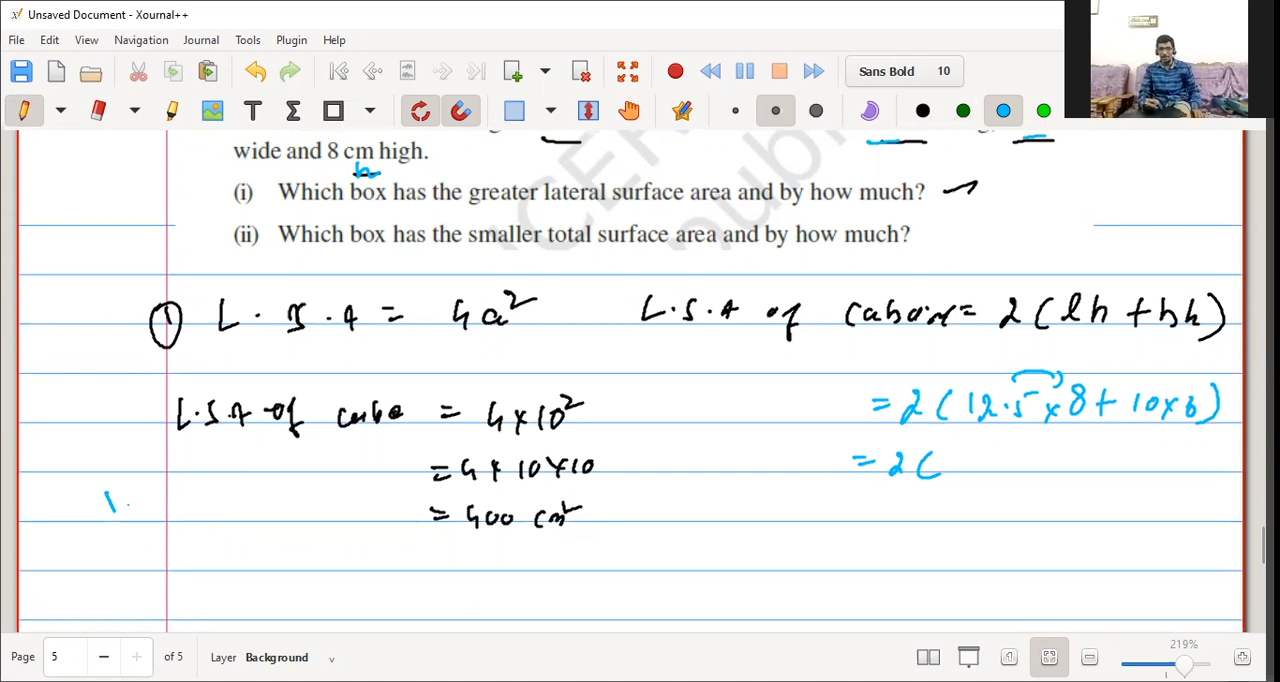 Unsaved Document - Xournal++
File Edit View Navigation Journal Tools Plugin Help
Sans Bold 10
wide and 8 cm high.
h
(i) Which box has the greater lateral surface area and by how much?
(ii) Which box has the smaller total surface area and by how much?
① L.S.A = 4a² L.S.A of = 2(lh+bh)
L.S.A of cube = 4×10² = 2(12.5×8+10×8)
= 4×10×10 = 2(
1.
= 400 cm²
Page 5 of 5 Layer Background 219%